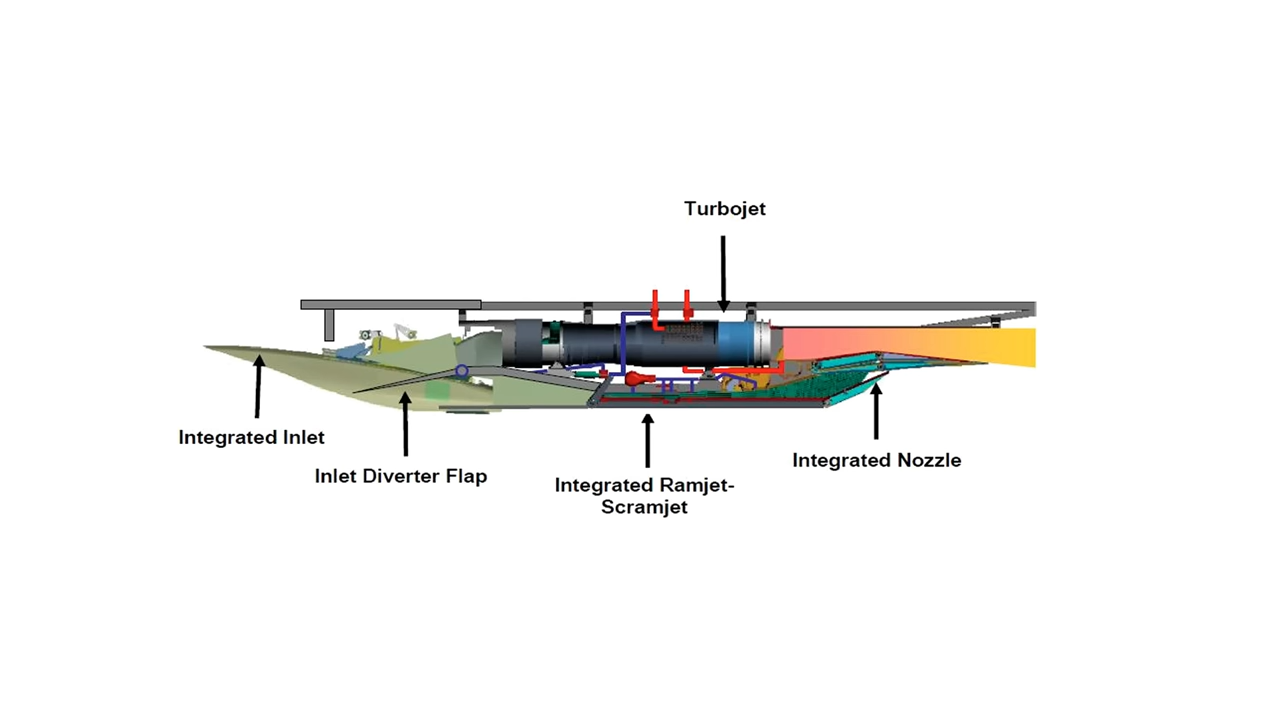 Turbojet
Integrated Inlet
Inlet Diverter Flap
Integrated Ramjet-
Scramjet
Integrated Nozzle